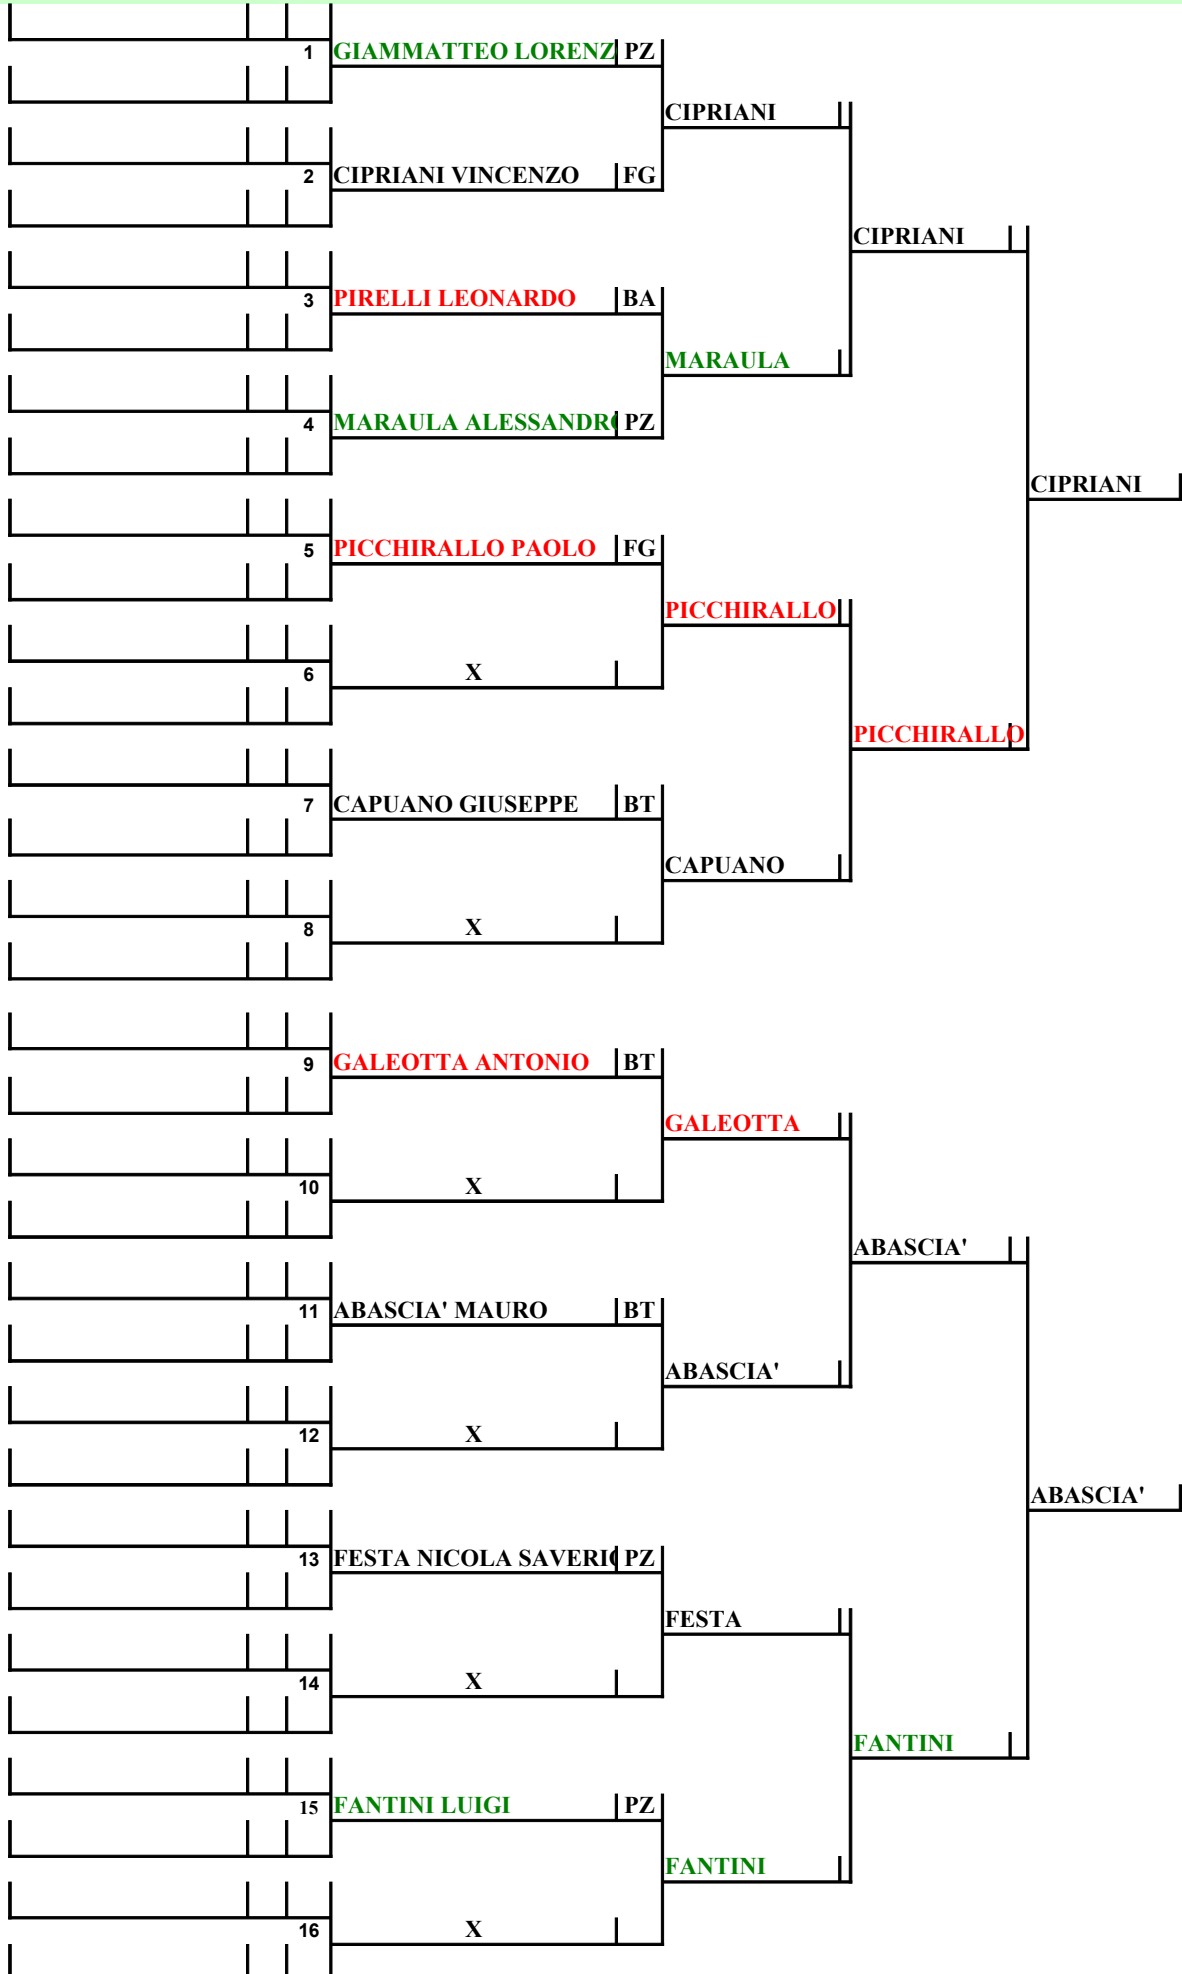 1 GIAMMATTEO LORENZ PZ
CIPRIANI
2 CIPRIANI VINCENZO FG
CIPRIANI
3 PIRELLI LEONARDO BA
MARAULA
4 MARAULA ALESSANDRO PZ
CIPRIANI
5 PICCHIRALLO PAOLO FG
PICCHIRALLO
6 X
PICCHIRALLO
7 CAPUANO GIUSEPPE BT
CAPUANO
8 X
9 GALEOTTA ANTONIO BT
GALEOTTA
10 X
ABASCIA'
11 ABASCIA' MAURO BT
ABASCIA'
12 X
ABASCIA'
13 FESTA NICOLA SAVERIO PZ
FESTA
14 X
FANTINI
15 FANTINI LUIGI PZ
FANTINI
16 X